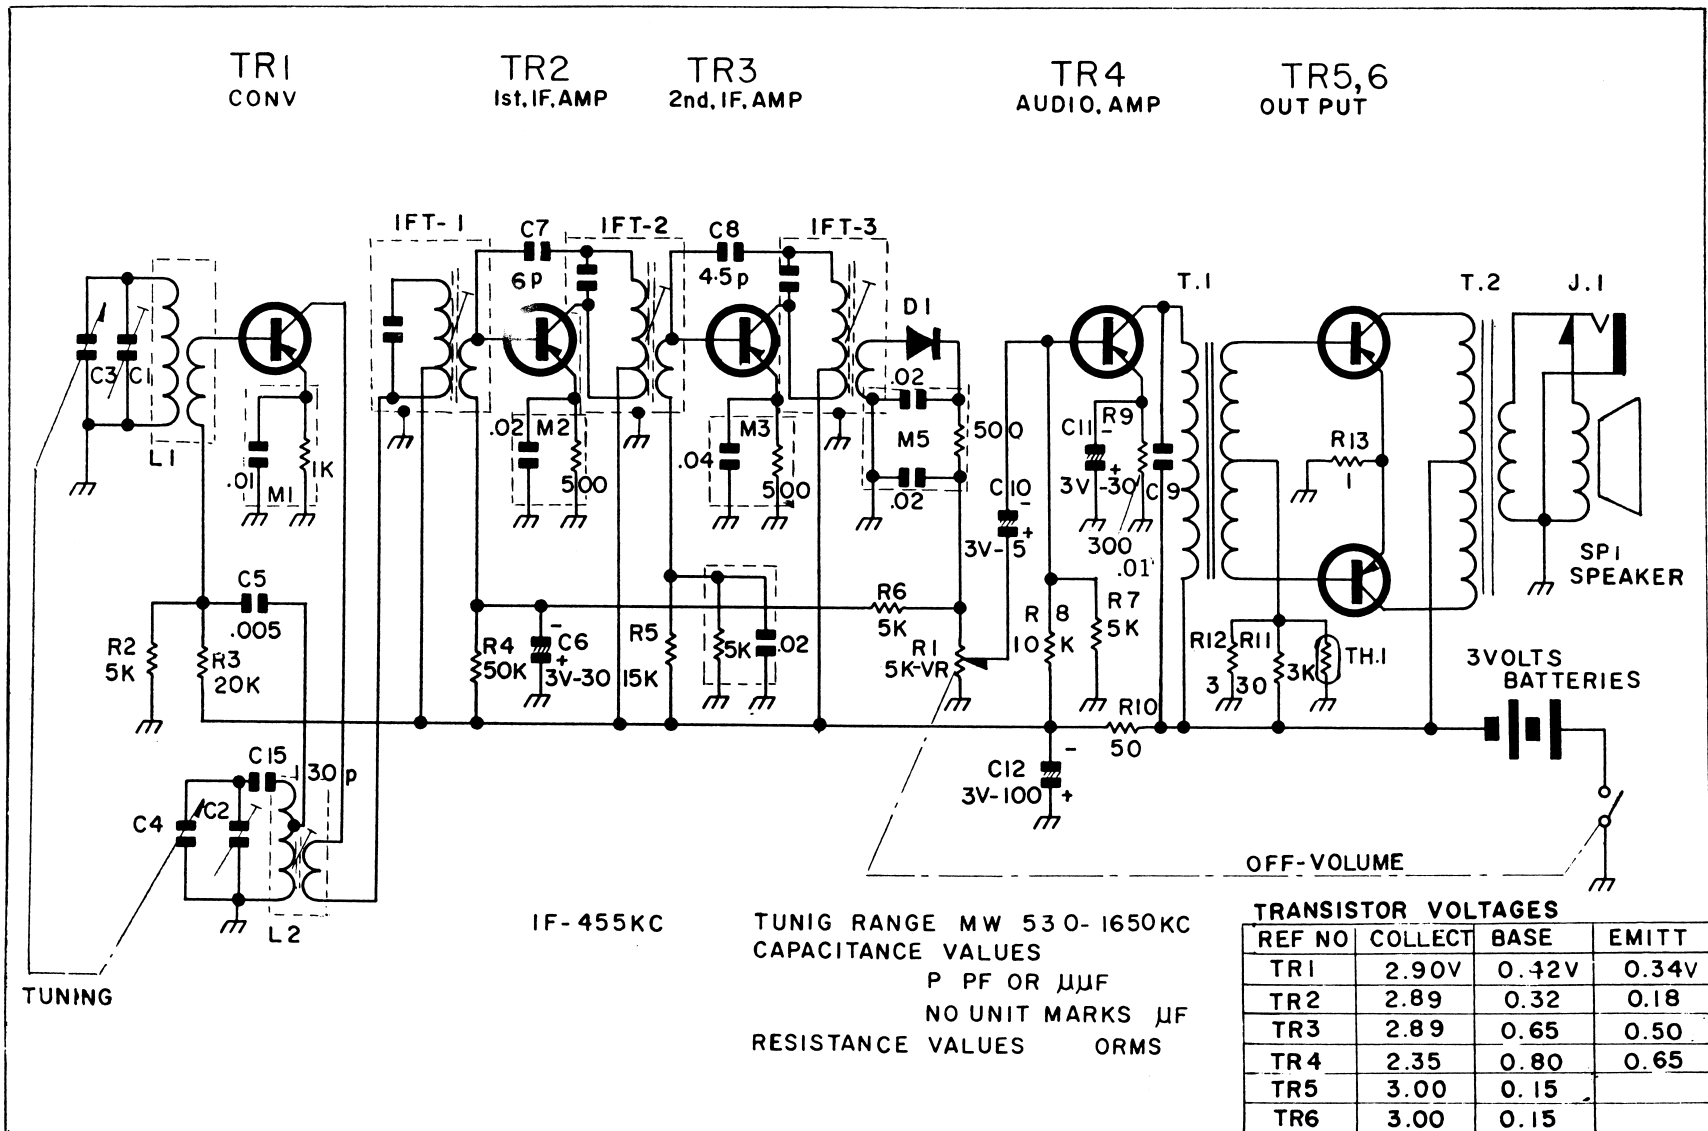 TR1
CONV
TR2
1st.IF.AMP
TR3
2nd.IF.AMP
TR4
AUDIO.AMP
TR5,6
OUT PUT
IFT-1
C7
6p
IFT-2
C8
4.5p
IFT-3
D1
T.1
T.2
J.1
C3
C1
L1
.01
M1
1K
.02
M2
500
.04
M3
500
.02
M5
.02
500
C10
-
+
3V-5
C11
-
+
3V-30
R9
300
C9
.01
R13
1
SP1
SPEAKER
C5
.005
R2
5K
R3
20K
R4
50K
-
C6
+
3V-30
R5
15K
5K
.02
R6
5K
R1
5K-VR
R8
10K
R7
5K
R10
50
R12
330
R11
3K
TH.1
3VOLTS
BATTERIES
C15
130p
C4
C2
L2
C12
-
3V-100
+
OFF-VOLUME
TUNING
IF-455KC
TUNIG RANGE MW 530-1650KC
CAPACITANCE VALUES
P PF OR µµF
NO UNIT MARKS µF
RESISTANCE VALUES ORMS
TRANSISTOR VOLTAGES
REF NO COLLECT BASE EMITT
TR1 2.90V 0.42V 0.34V
TR2 2.89 0.32 0.18
TR3 2.89 0.65 0.50
TR4 2.35 0.80 0.65
TR5 3.00 0.15
TR6 3.00 0.15